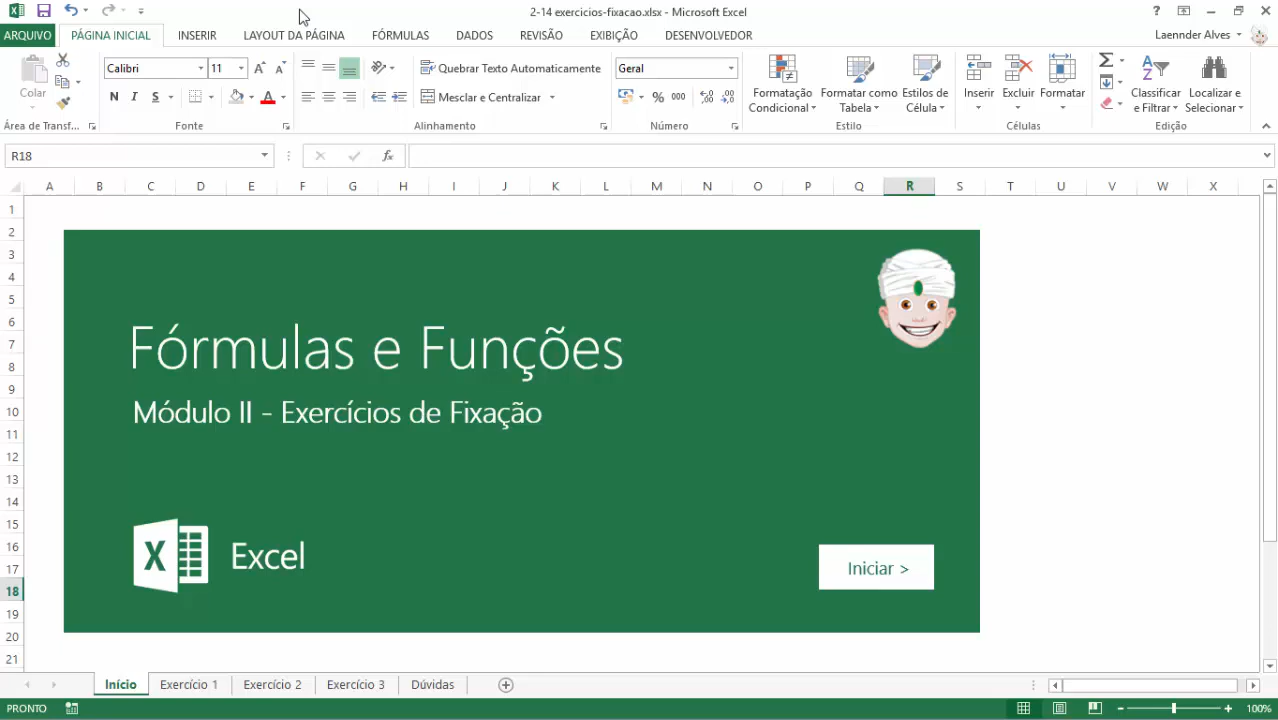 2-14 exercicios-fixacao.xlsx - Microsoft Excel
?
ARQUIVO
PÁGINA INICIAL
INSERIR
LAYOUT DA PÁGINA
FÓRMULAS
DADOS
REVISÃO
EXIBIÇÃO
DESENVOLVEDOR
Laennder Alves
Colar
Calibri
11
A A
Quebrar Texto Automaticamente
Geral
N I S
A
Mesclar e Centralizar
% 000
Formatação Condicional
Formatar como Tabela
Estilos de Célula
Inserir
Excluir
Formatar
Classificar e Filtrar
Localizar e Selecionar
Área de Transf...
Fonte
Alinhamento
Número
Estilo
Células
Edição
R18
fx
A B C D E F G H I J K L M N O P Q R S T U V W X
1
2
3
4
5
6
7
8
9
10
11
12
13
14
15
16
17
18
19
20
21
Fórmulas e Funções
Módulo II - Exercícios de Fixação
X Excel
Iniciar >
Início
Exercício 1
Exercício 2
Exercício 3
Dúvidas
PRONTO
100%